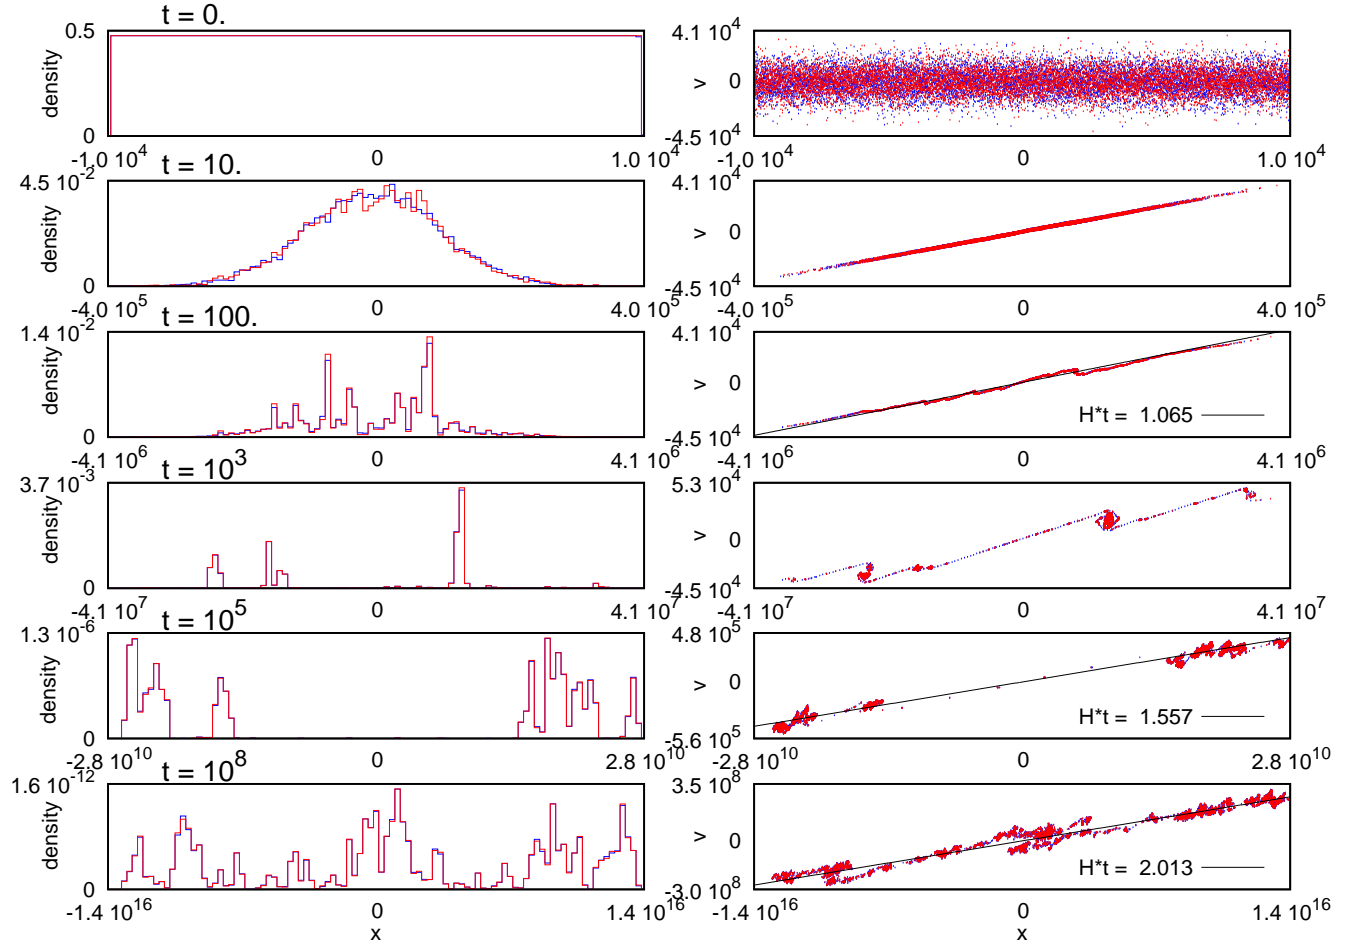 t = 0.
0.5
density
0
-1.0 10^4
0
1.0 10^4
4.1 10^4
v
0
-4.5 10^4
-1.0 10^4
0
1.0 10^4
t = 10.
4.5 10^-2
density
0
-4.0 10^5
0
4.0 10^5
4.1 10^4
v
0
-4.5 10^4
-4.0 10^5
0
4.0 10^5
t = 100.
1.4 10^-2
density
0
-4.1 10^6
0
4.1 10^6
4.1 10^4
v
0
-4.5 10^4
H*t = 1.065
-4.1 10^6
0
4.1 10^6
t = 10^3
3.7 10^-3
density
0
-4.1 10^7
0
4.1 10^7
5.3 10^4
v
0
-4.5 10^4
-4.1 10^7
0
4.1 10^7
t = 10^5
1.3 10^-6
density
0
-2.8 10^10
0
2.8 10^10
4.8 10^5
v
0
-5.6 10^5
H*t = 1.557
-2.8 10^10
0
2.8 10^10
t = 10^8
1.6 10^-12
density
0
-1.4 10^16
0
1.4 10^16
x
3.5 10^8
v
0
-3.0 10^8
H*t = 2.013
-1.4 10^16
0
1.4 10^16
x